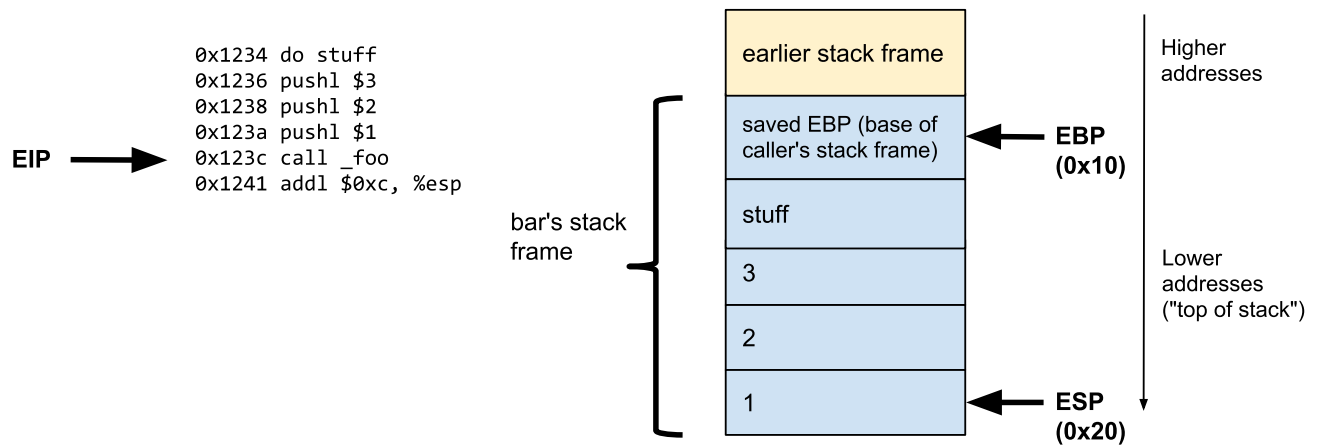 0x1234 do stuff
0x1236 pushl $3
0x1238 pushl $2
0x123a pushl $1
0x123c call _foo
0x1241 addl $0xc, %esp
EIP
bar's stack
frame
earlier stack frame
saved EBP (base of
caller's stack frame)
stuff
3
2
1
EBP
(0x10)
ESP
(0x20)
Higher
addresses
Lower
addresses
("top of stack")